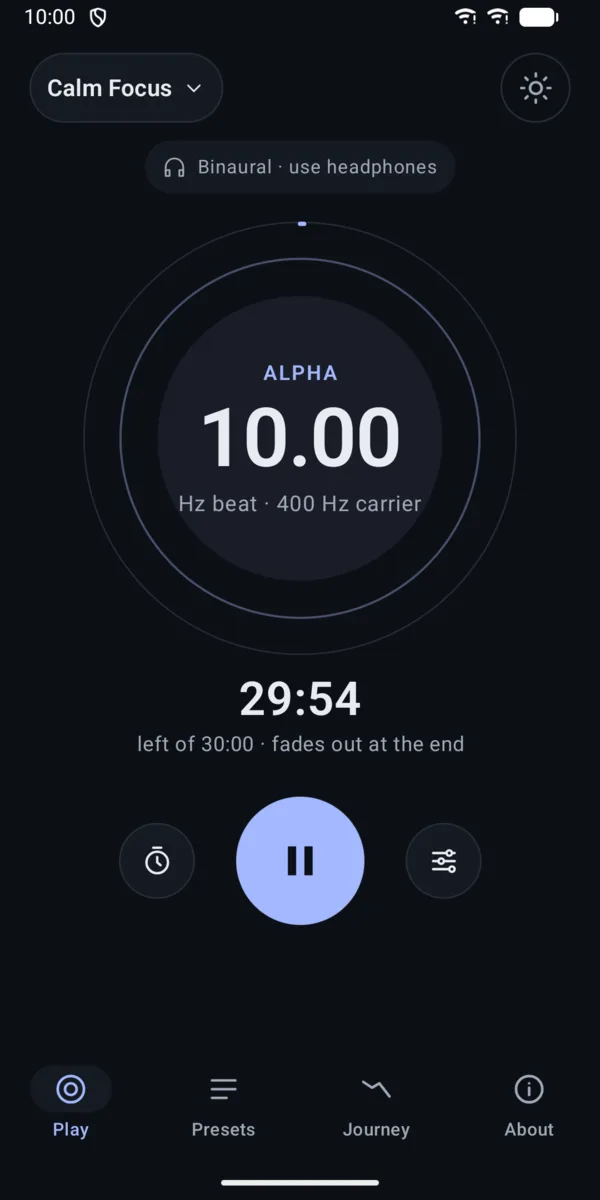 10:00
Calm Focus
Binaural · use headphones
ALPHA
10.00
Hz beat · 400 Hz carrier
29:54
left of 30:00 · fades out at the end
Play
Presets
Journey
About